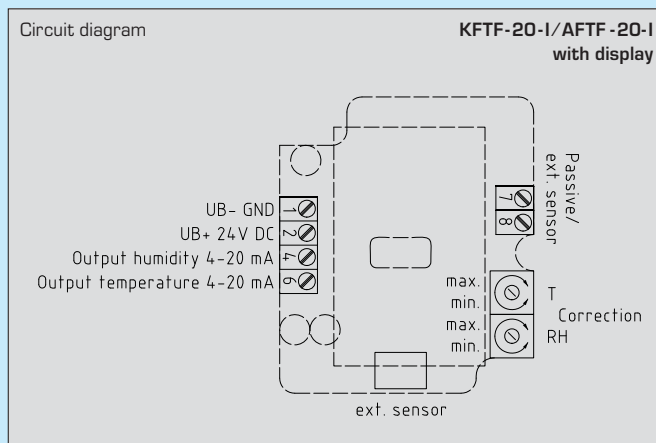 Circuit diagram
KFTF-20-I/AFTF-20-I
with display
Passive/
ext. sensor
7
8
UB- GND 1
UB+ 24V DC 2
Output humidity 4-20 mA 4
Output temperature 4-20 mA 6
max.
min.
T
Correction
max.
min.
RH
ext. sensor